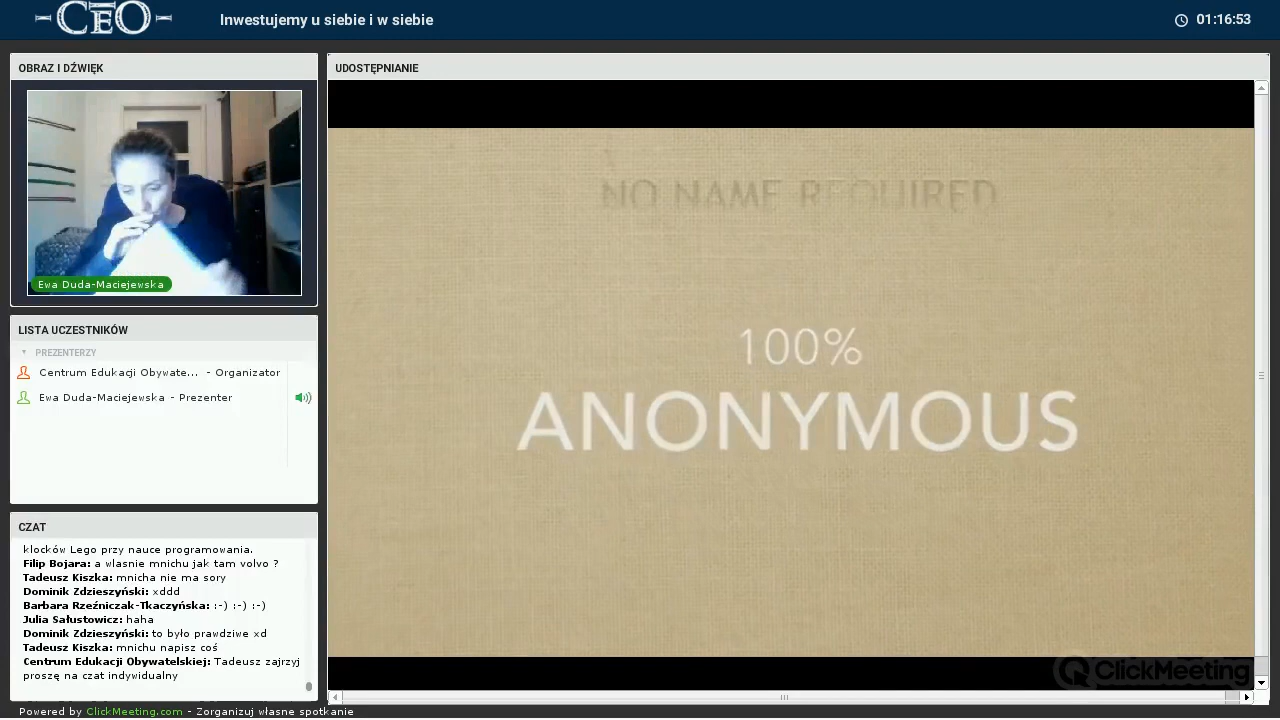 CEO
Inwestujemy u siebie i w siebie
01:16:53
OBRAZ I DŹWIĘK
Ewa Duda-Maciejewska
LISTA UCZESTNIKÓW
PREZENTERZY
Centrum Edukacji Obywate... - Organizator
Ewa Duda-Maciejewska - Prezenter
CZAT
klocków Lego przy nauce programowania.
Filip Bojara: a wlasnie mnichu jak tam volvo ?
Tadeusz Kiszka: mnicha nie ma sory
Dominik Zdzieszyński: xddd
Barbara Rzeźniczak-Tkaczyńska: :-) :-) :-)
Julia Sałustowicz: haha
Dominik Zdzieszyński: to było prawdziwe xd
Tadeusz Kiszka: mnichu napisz coś
Centrum Edukacji Obywatelskiej: Tadeusz zajrzyj
proszę na czat indywidualny
UDOSTĘPNIANIE
NO NAME REQUIRED
100%
ANONYMOUS
ClickMeeting
Powered by ClickMeeting.com - Zorganizuj własne spotkanie